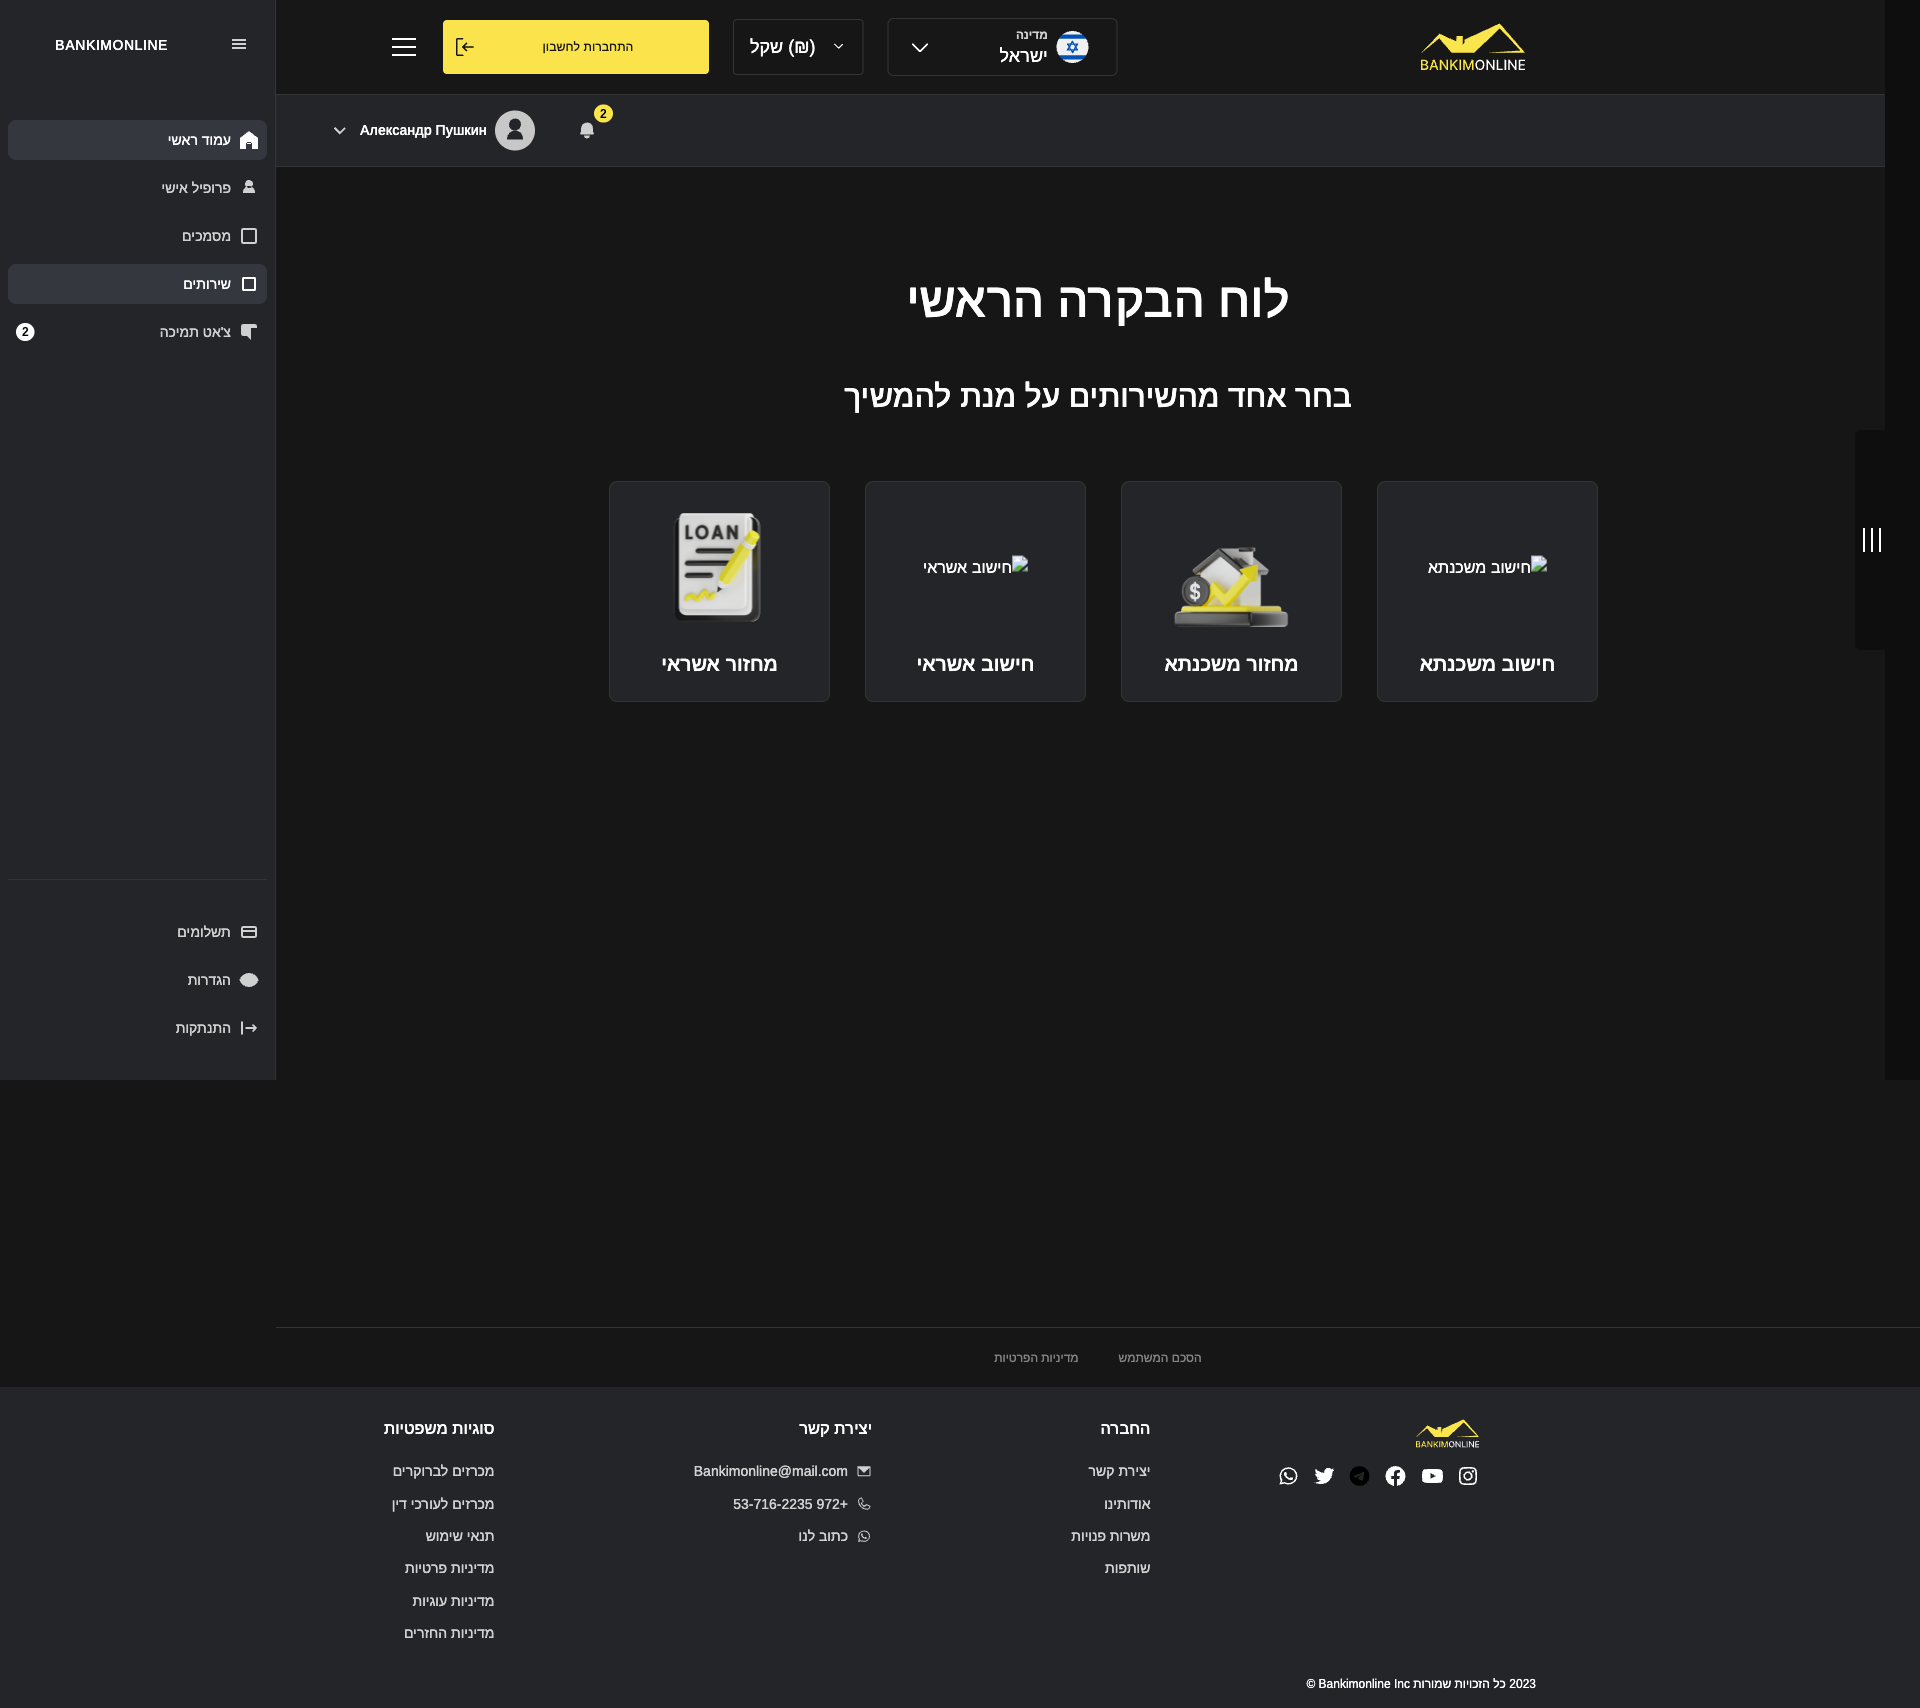 BANKIMONLINE
מדינה
ישראל
(₪) שקל
התחברות לחשבון
BANKIMONLINE
2
Александр Пушкин
עמוד ראשי
פרופיל אישי
מסמכים
שירותים
צ'אט תמיכה
2
תשלומים
הגדרות
התנתקות
לוח הבקרה הראשי
בחר אחד מהשירותים על מנת להמשיך
חישוב משכנתא
חישוב משכנתא
$
מחזור משכנתא
חישוב אשראי
חישוב אשראי
LOAN
מחזור אשראי
הסכם המשתמש
מדיניות הפרטיות
BANKIMONLINE
החברה
יצירת קשר
אודותינו
משרות פנויות
שותפות
יצירת קשר
Bankimonline@mail.com
53-716-2235 972+
כתוב לנו
סוגיות משפטיות
מכרזים לברוקרים
מכרזים לעורכי דין
תנאי שימוש
מדיניות פרטיות
מדיניות עוגיות
מדיניות החזרים
2023 כל הזכויות שמורות Bankimonline Inc ©